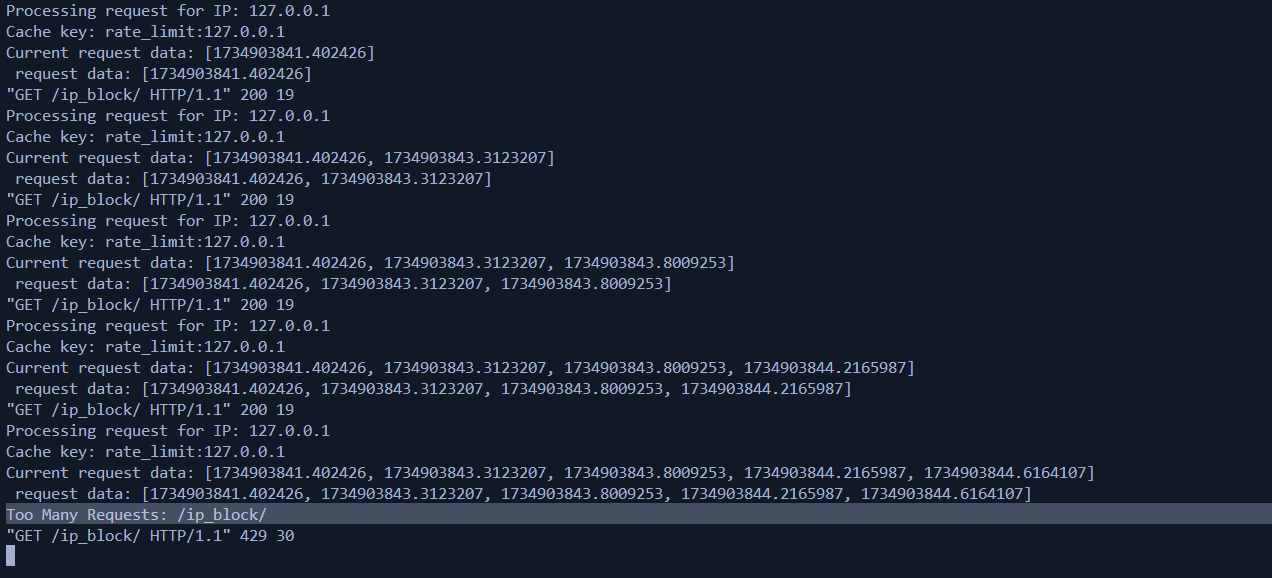 Processing request for IP: 127.0.0.1
Cache key: rate_limit:127.0.0.1
Current request data: [1734903841.402426]
 request data: [1734903841.402426]
"GET /ip_block/ HTTP/1.1" 200 19
Processing request for IP: 127.0.0.1
Cache key: rate_limit:127.0.0.1
Current request data: [1734903841.402426, 1734903843.3123207]
 request data: [1734903841.402426, 1734903843.3123207]
"GET /ip_block/ HTTP/1.1" 200 19
Processing request for IP: 127.0.0.1
Cache key: rate_limit:127.0.0.1
Current request data: [1734903841.402426, 1734903843.3123207, 1734903843.8009253]
 request data: [1734903841.402426, 1734903843.3123207, 1734903843.8009253]
"GET /ip_block/ HTTP/1.1" 200 19
Processing request for IP: 127.0.0.1
Cache key: rate_limit:127.0.0.1
Current request data: [1734903841.402426, 1734903843.3123207, 1734903843.8009253, 1734903844.2165987]
 request data: [1734903841.402426, 1734903843.3123207, 1734903843.8009253, 1734903844.2165987]
"GET /ip_block/ HTTP/1.1" 200 19
Processing request for IP: 127.0.0.1
Cache key: rate_limit:127.0.0.1
Current request data: [1734903841.402426, 1734903843.3123207, 1734903843.8009253, 1734903844.2165987, 1734903844.6164107]
 request data: [1734903841.402426, 1734903843.3123207, 1734903843.8009253, 1734903844.2165987, 1734903844.6164107]
Too Many Requests: /ip_block/
"GET /ip_block/ HTTP/1.1" 429 30